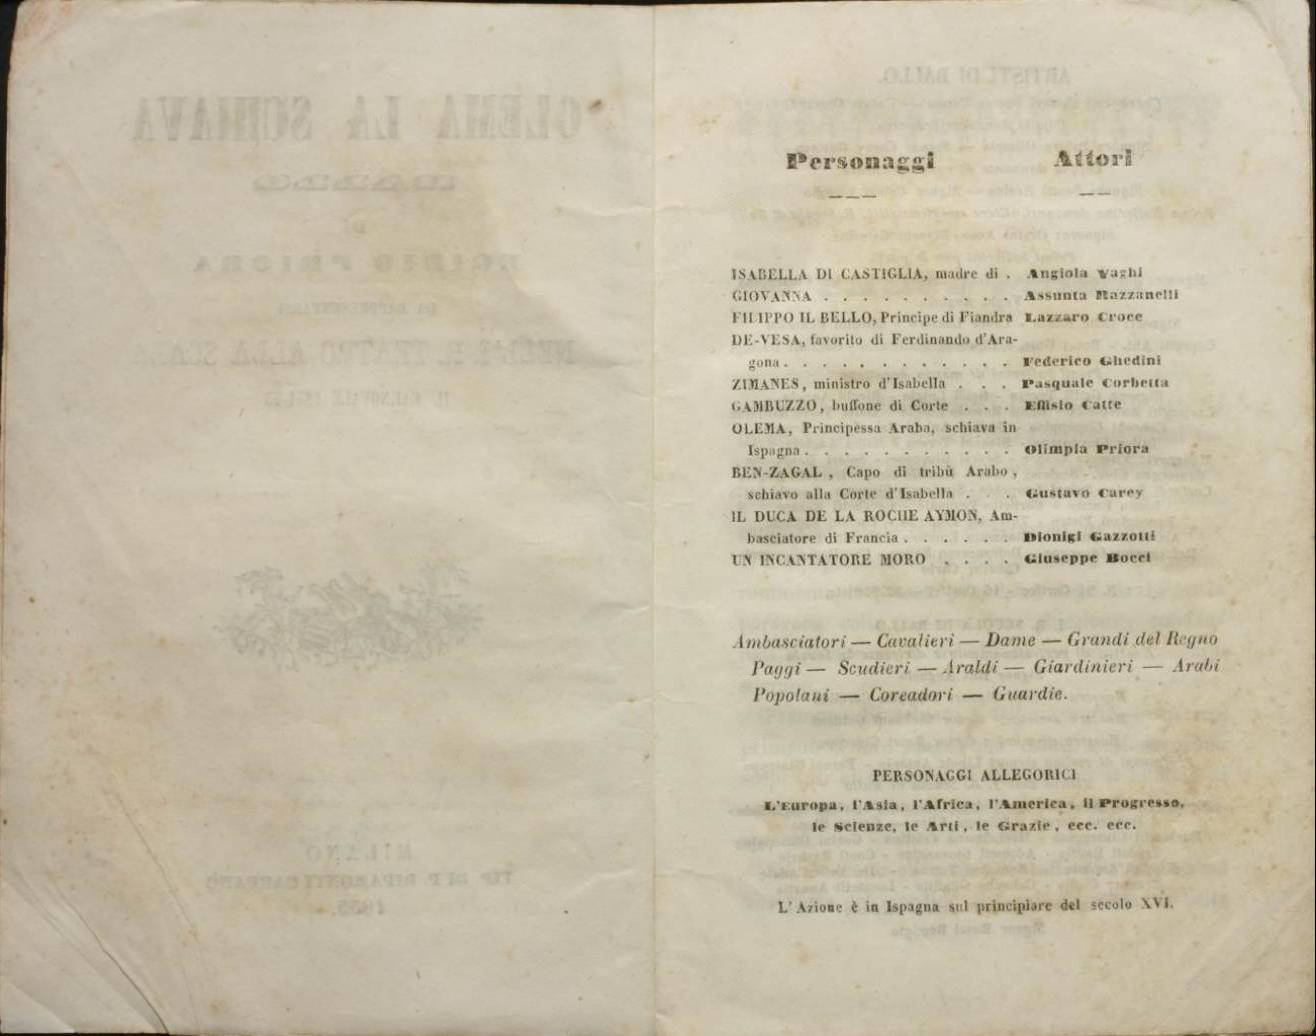 Personaggi Attori
ISABELLA DI CASTIGLIA, madre di . Angiola Vaghi
GIOVANNA . . . . . . . . . . Assunta Razzanelli
FILIPPO IL BELLO, Principe di Fiandra Lazzaro Croce
DE-VESA, favorito di Ferdinando d'Ara-
gona . . . . . . . . . . . . Federico Ghedini
ZIMANES, ministro d'Isabella . . . Pasquale Corbetta
GAMBUZZO, buffone di Corte . . . Effisio Catte
OLEMA, Principessa Araba, schiava in
Ispagna . . . . . . . . . . . Olimpia Priora
BEN-ZAGAL , Capo di tribù Arabo ,
schiavo alla Corte d'Isabella . . . Gustavo Carey
IL DUCA DE LA ROCHE AYMON, Am-
basciatore di Francia . . . . . . Dionigi Gazzotti
UN INCANTATORE MORO . . . . Giuseppe Bocci
Ambasciatori — Cavalieri — Dame — Grandi del Regno
Paggi — Scudieri — Araldi — Giardinieri — Arabi
Popolani — Coreadori — Guardie.
PERSONAGGI ALLEGORICI
L'Europa, l'Asia, l'Africa, l'America, il Progresso,
le Scienze, le Arti, le Grazie, ecc. ecc.
L'Azione è in Ispagna sul principiare del secolo XVI.